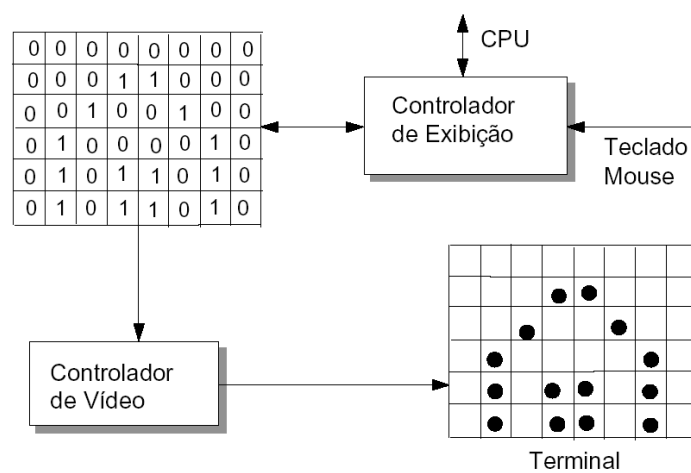 0 0 0 0 0 0 0 0
0 0 0 1 1 0 0 0
0 0 1 0 0 1 0 0
0 1 0 0 0 0 1 0
0 1 0 1 1 0 1 0
0 1 0 1 1 0 1 0
CPU
Controlador
de Exibição
Teclado
Mouse
Controlador
de Vídeo
Terminal